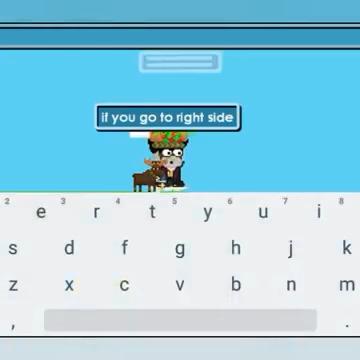 if you go to right side
2 3 4 5 6 7 8
e r t y u i
s d f g h j k
z x c v b n m
, .